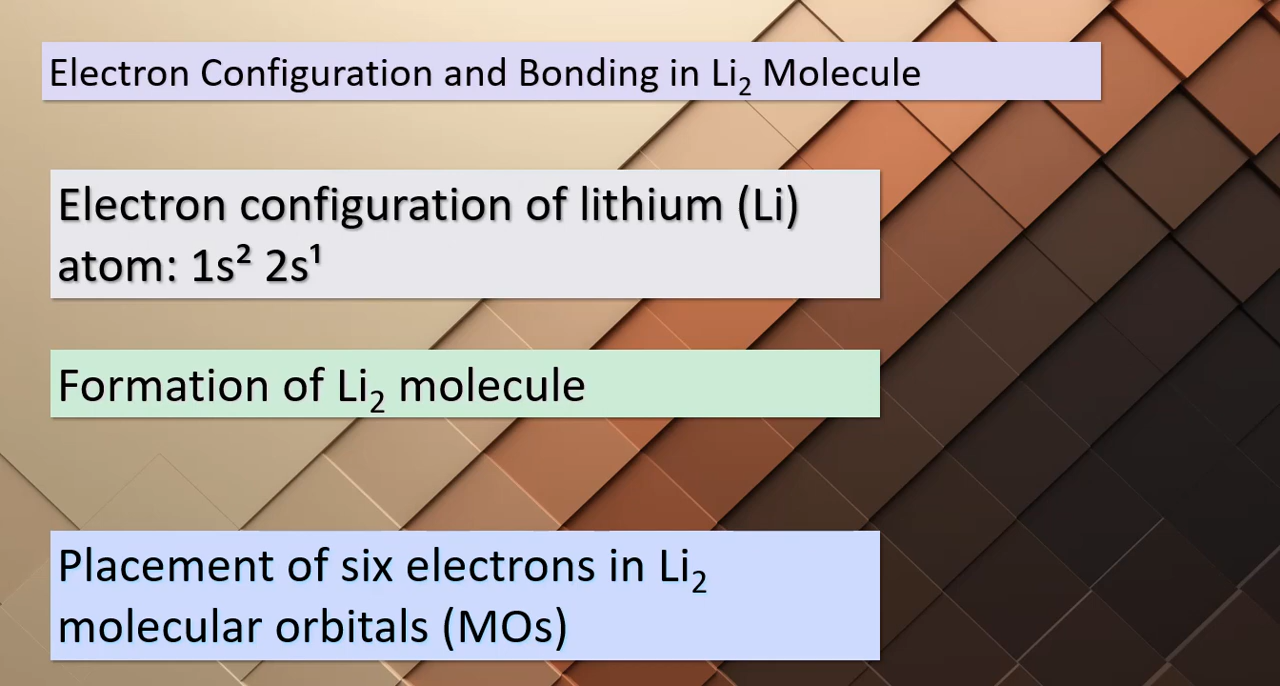 Electron Configuration and Bonding in Li₂ Molecule
Electron configuration of lithium (Li)
atom: 1s² 2s¹
Formation of Li₂ molecule
Placement of six electrons in Li₂
molecular orbitals (MOs)